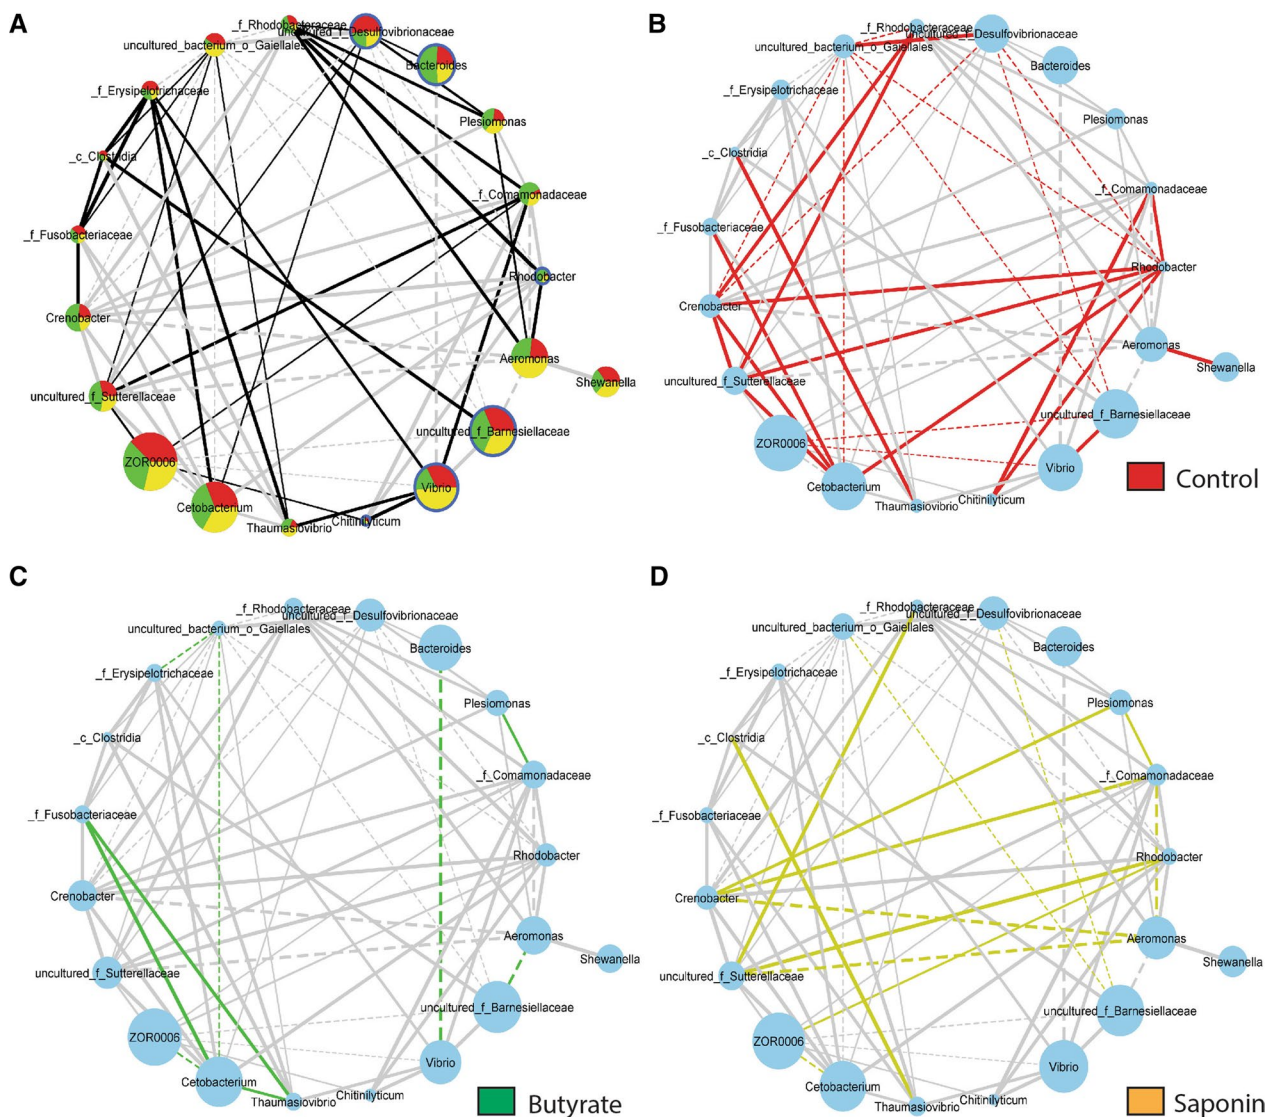 A
_f_Rhodobacteraceae
uncultured_f_Desulfovibrionaceae
uncultured_bacterium_o_Gaiellales
Bacteroides
_f_Erysipelotrichaceae
Plesiomonas
_c_Clostridia
_f_Comamonadaceae
_f_Fusobacteriaceae
Rhodobacter
Crenobacter
Aeromonas
Shewanella
uncultured_f_Sutterellaceae
uncultured_f_Barnesiellaceae
ZOR0006
Vibrio
Cetobacterium
Chitinilyticum
Thaumasiovibrio
B
_f_Rhodobacteraceae
uncultured_f_Desulfovibrionaceae
uncultured_bacterium_o_Gaiellales
Bacteroides
_f_Erysipelotrichaceae
Plesiomonas
_c_Clostridia
_f_Comamonadaceae
_f_Fusobacteriaceae
Rhodobacter
Crenobacter
Aeromonas
Shewanella
uncultured_f_Sutterellaceae
uncultured_f_Barnesiellaceae
ZOR0006
Vibrio
Cetobacterium
Chitinilyticum
Thaumasiovibrio
Control
C
_f_Rhodobacteraceae
uncultured_f_Desulfovibrionaceae
uncultured_bacterium_o_Gaiellales
Bacteroides
_f_Erysipelotrichaceae
Plesiomonas
_c_Clostridia
_f_Comamonadaceae
_f_Fusobacteriaceae
Rhodobacter
Crenobacter
Aeromonas
Shewanella
uncultured_f_Sutterellaceae
uncultured_f_Barnesiellaceae
ZOR0006
Vibrio
Cetobacterium
Chitinilyticum
Thaumasiovibrio
Butyrate
D
_f_Rhodobacteraceae
uncultured_f_Desulfovibrionaceae
uncultured_bacterium_o_Gaiellales
Bacteroides
_f_Erysipelotrichaceae
Plesiomonas
_c_Clostridia
_f_Comamonadaceae
_f_Fusobacteriaceae
Rhodobacter
Crenobacter
Aeromonas
Shewanella
uncultured_f_Sutterellaceae
uncultured_f_Barnesiellaceae
ZOR0006
Vibrio
Cetobacterium
Chitinilyticum
Thaumasiovibrio
Saponin